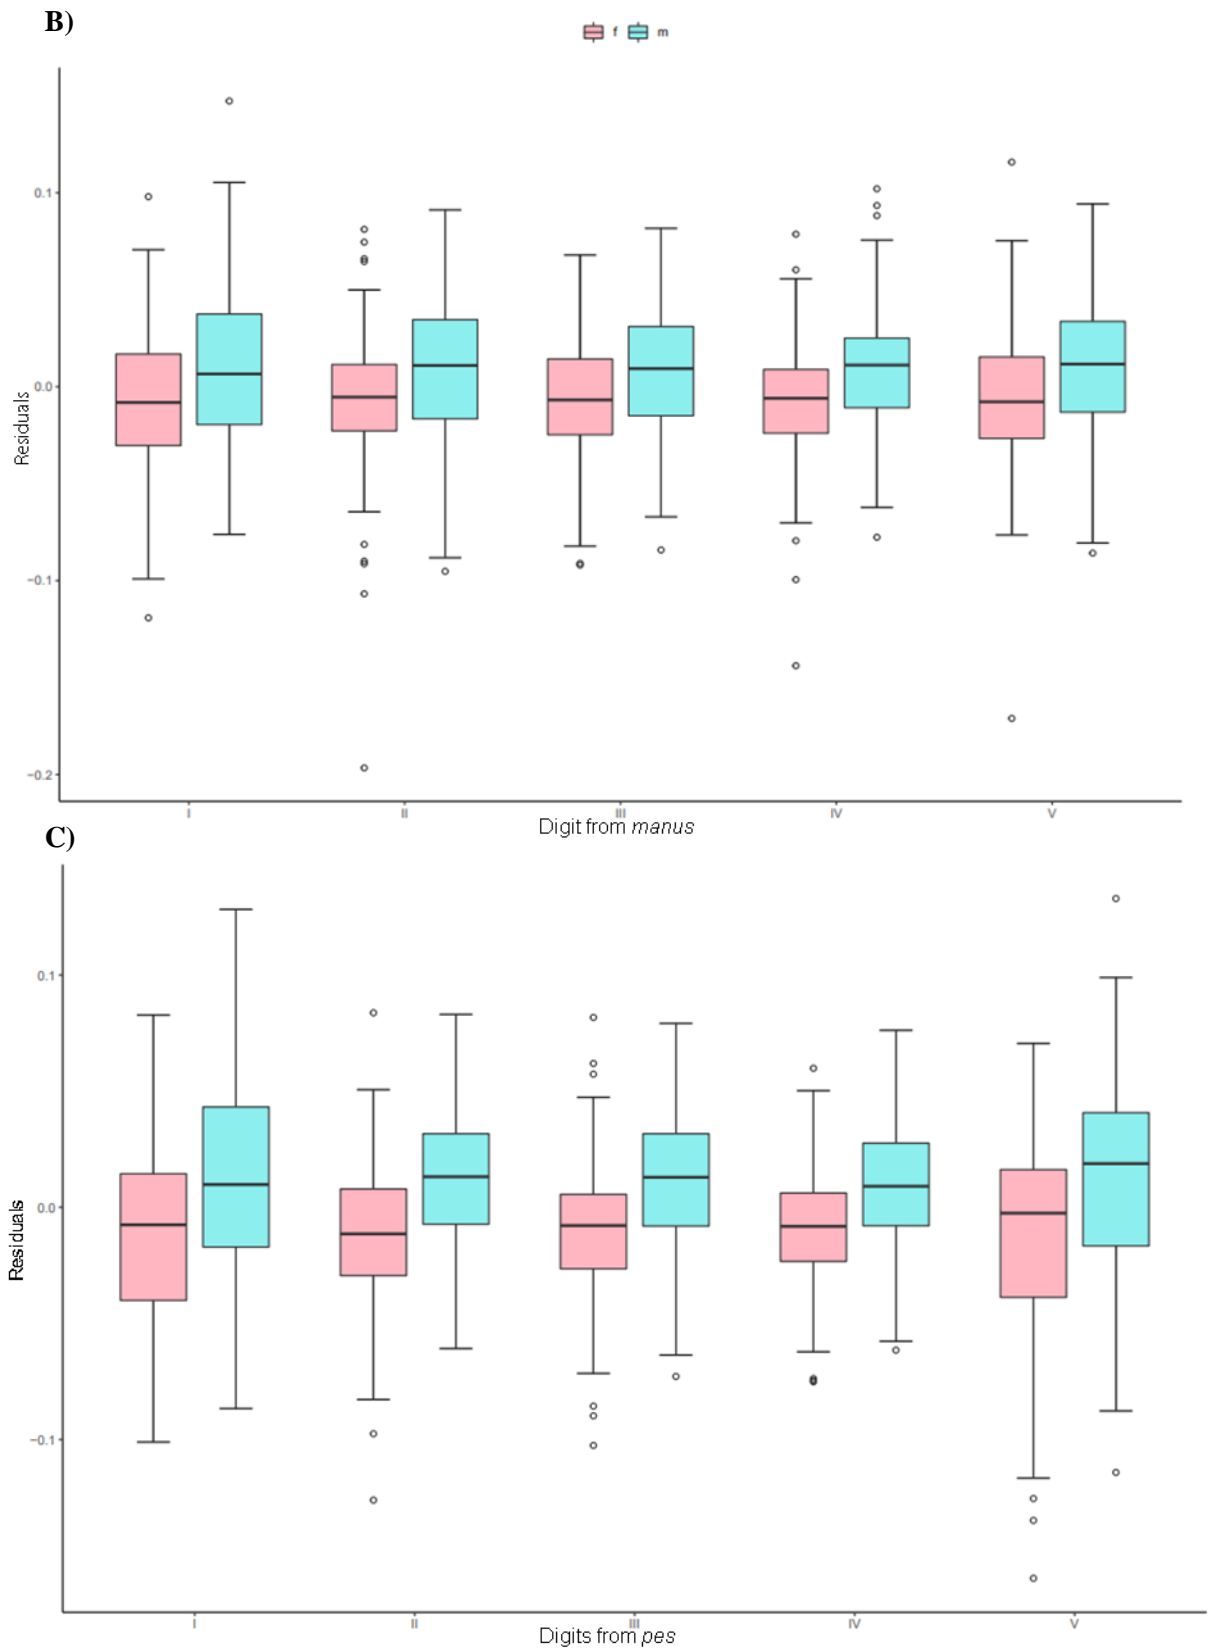 B)
f m
0.1
0.0
−0.1
−0.2
Residuals
I II III IV V
Digit from manus
C)
0.1
0.0
−0.1
Residuals
I II III IV V
Digits from pes